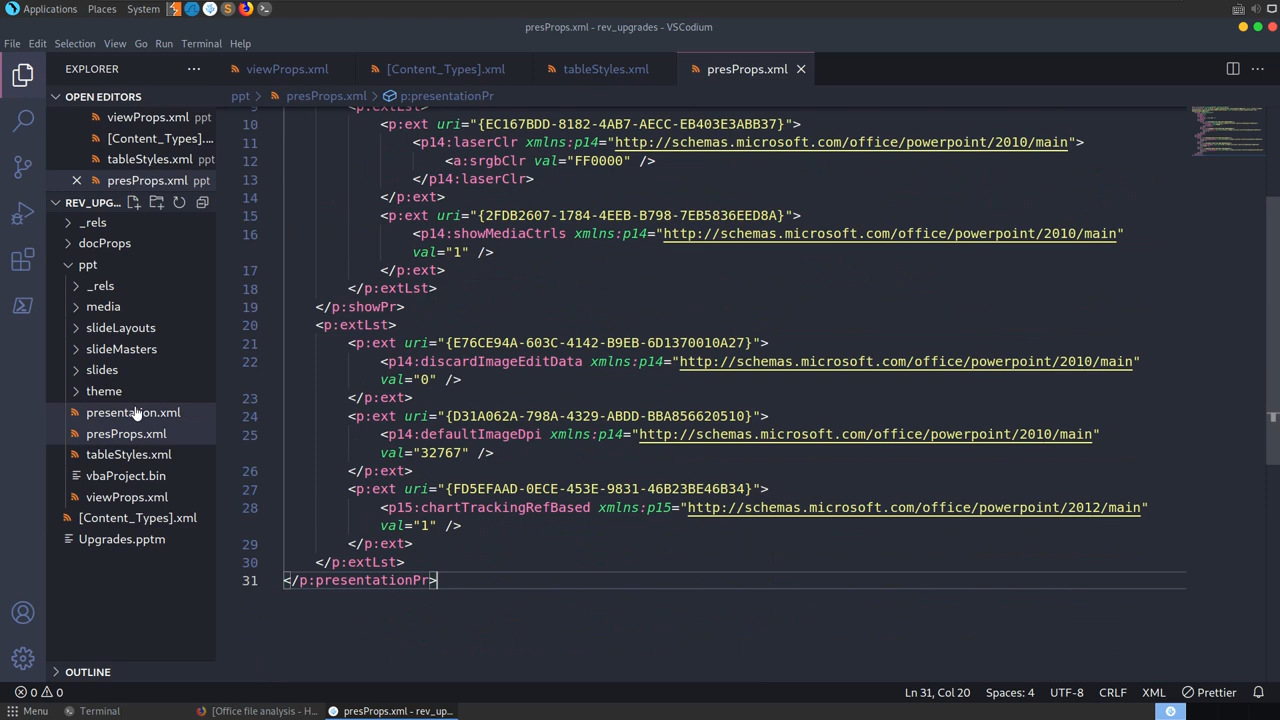 Applications Places System
presProps.xml - rev_upgrades - VSCodium
File Edit Selection View Go Run Terminal Help
EXPLORER
viewProps.xml [Content_Types].xml tableStyles.xml presProps.xml
OPEN EDITORS
ppt presProps.xml p:presentationPr
viewProps.xml ppt
[Content_Types]....
tableStyles.xml ppt
presProps.xml ppt
REV_UPG...
_rels
docProps
ppt
_rels
media
slideLayouts
slideMasters
slides
theme
presentation.xml
presProps.xml
tableStyles.xml
vbaProject.bin
viewProps.xml
[Content_Types].xml
Upgrades.pptm
OUTLINE
9 <p:extLst>
10 <p:ext uri="{EC167BDD-8182-4AB7-AECC-EB403E3ABB37}">
11 <p14:laserClr xmlns:p14="http://schemas.microsoft.com/office/powerpoint/2010/main">
12 <a:srgbClr val="FF0000" />
13 </p14:laserClr>
14 </p:ext>
15 <p:ext uri="{2FDB2607-1784-4EEB-B798-7EB5836EED8A}">
16 <p14:showMediaCtrls xmlns:p14="http://schemas.microsoft.com/office/powerpoint/2010/main"
val="1" />
17 </p:ext>
18 </p:extLst>
19 </p:showPr>
20 <p:extLst>
21 <p:ext uri="{E76CE94A-603C-4142-B9EB-6D1370010A27}">
22 <p14:discardImageEditData xmlns:p14="http://schemas.microsoft.com/office/powerpoint/2010/main"
val="0" />
23 </p:ext>
24 <p:ext uri="{D31A062A-798A-4329-ABDD-BBA856620510}">
25 <p14:defaultImageDpi xmlns:p14="http://schemas.microsoft.com/office/powerpoint/2010/main"
val="32767" />
26 </p:ext>
27 <p:ext uri="{FD5EFAAD-0ECE-453E-9831-46B23BE46B34}">
28 <p15:chartTrackingRefBased xmlns:p15="http://schemas.microsoft.com/office/powerpoint/2012/main"
val="1" />
29 </p:ext>
30 </p:extLst>
31 </p:presentationPr>
0 0 Ln 31, Col 20 Spaces: 4 UTF-8 CRLF XML Prettier
Menu Terminal [Office file analysis - H... presProps.xml - rev_up...